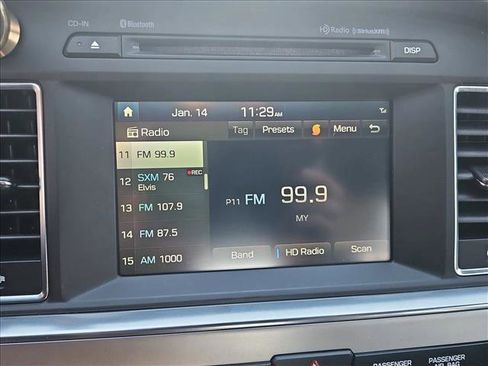 CD-IN Bluetooth HD Radio SiriusXM
DISP
Jan. 14 11:29AM
Radio Tag Presets Menu
11 FM 99.9
12 SXM 76 REC
Elvis
13 FM 107.9
14 FM 87.5
15 AM 1000
P11 FM 99.9
MY
Band HD Radio Scan
PASSENGER
PASSENGER
AIR BAG